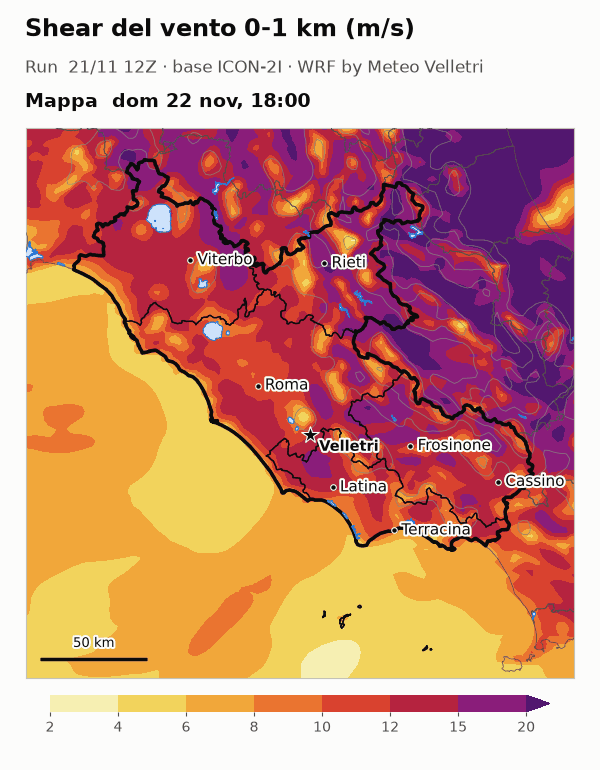 Shear del vento 0-1 km (m/s)
Run  21/11 12Z · base ICON-2I · WRF by Meteo Velletri
Mappa  dom 22 nov, 18:00
Viterbo
Rieti
Roma
Velletri
Frosinone
Cassino
Latina
Terracina
50 km
2 4 6 8 10 12 15 20